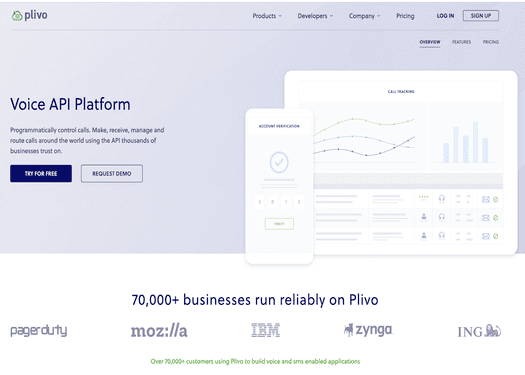 plivo
Products Developers Company Pricing LOG IN SIGN UP
OVERVIEW FEATURES PRICING
Voice API Platform
Programmatically control calls. Make, receive, manage and
route calls around the world using the API thousands of
businesses trust on.
TRY FOR FREE REQUEST DEMO
CALL TRACKING
ACCOUNT VERIFICATION
70,000+ businesses run reliably on Plivo
pagerduty moz://a IBM zynga ING
Over 70,000+ customers using Plivo to build voice and sms enabled applications